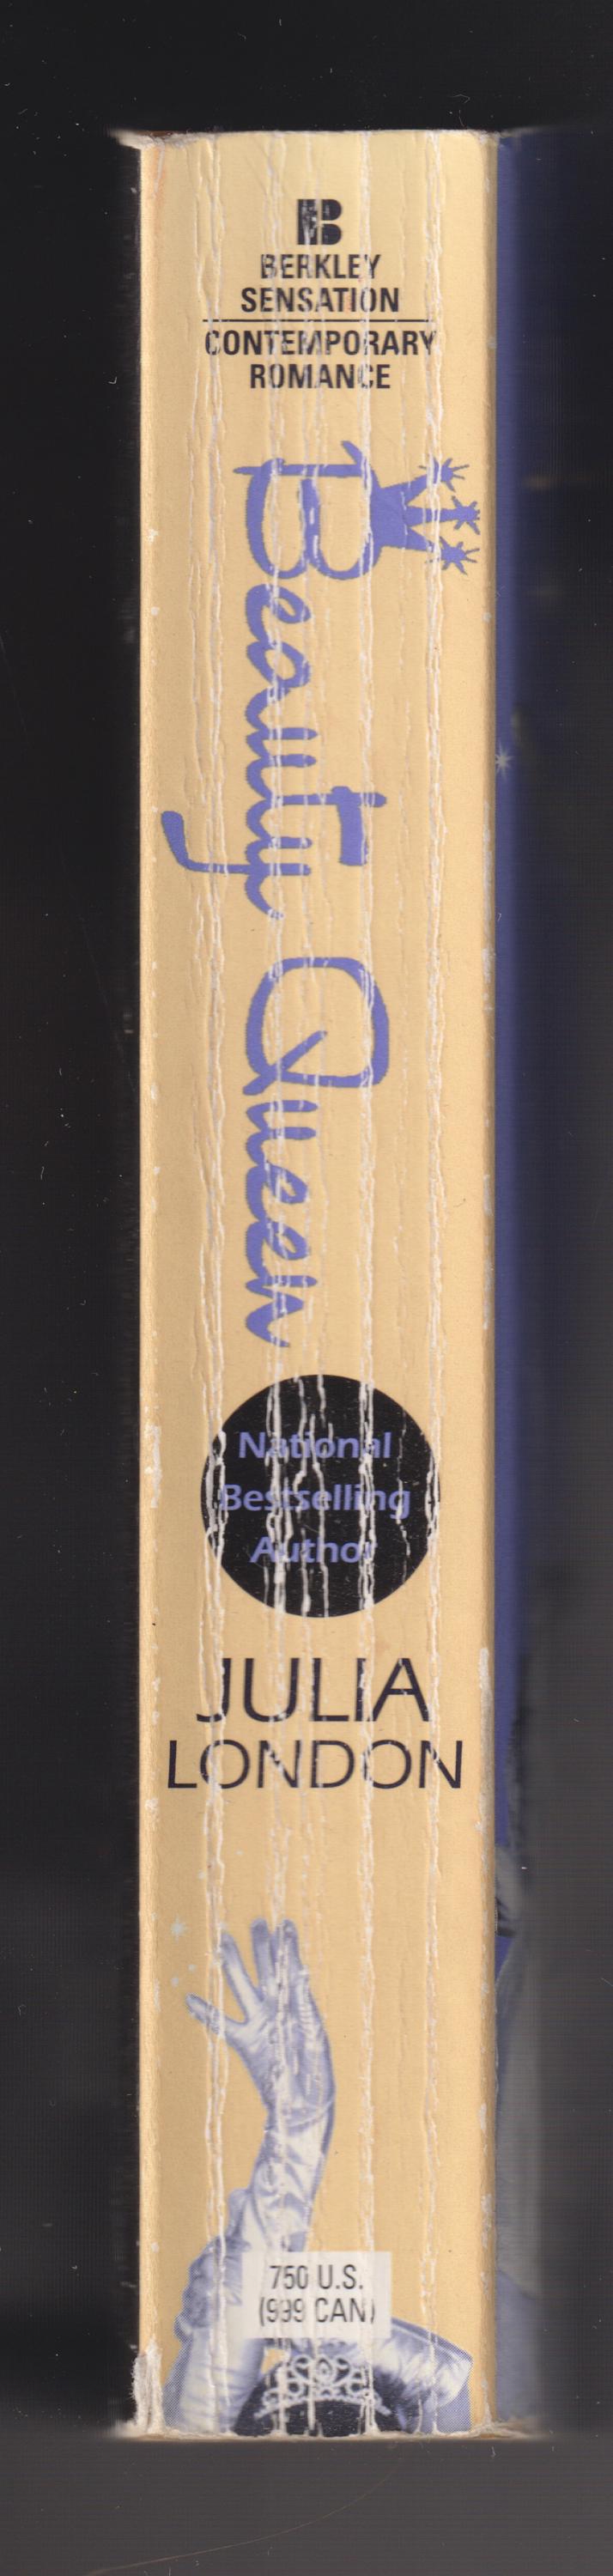 B
BERKLEY
SENSATION
CONTEMPORARY
ROMANCE
Beauty Queen
National
Bestselling
Author
JULIA
LONDON
750 U.S.
(999 CAN)